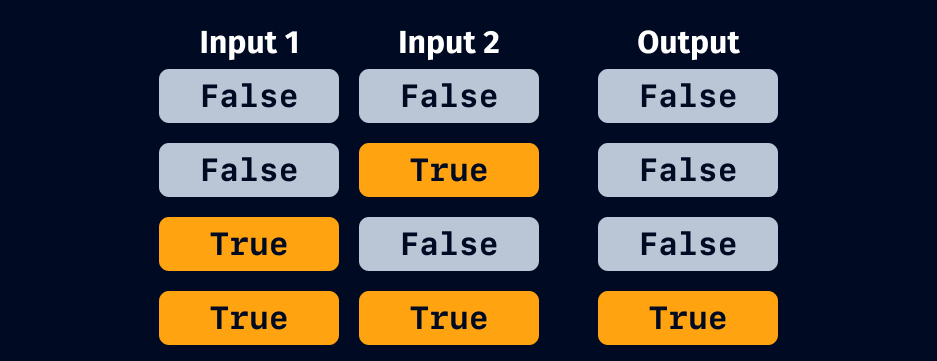 Input 1 Input 2 Output
False False False
False True False
True False False
True True True